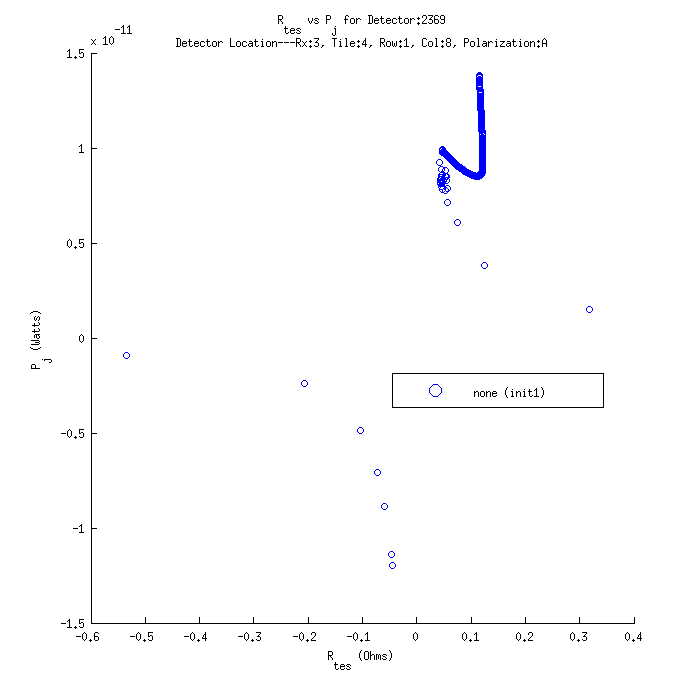 R_tes vs P_j for Detector:2369
Detector Location---Rx:3, Tile:4, Row:1, Col:8, Polarization:A
x 10^-11
1.5
1
0.5
0
-0.5
-1
-1.5
P_j (Watts)
none (init1)
-0.6 -0.5 -0.4 -0.3 -0.2 -0.1 0 0.1 0.2 0.3 0.4
R_tes (Ohms)